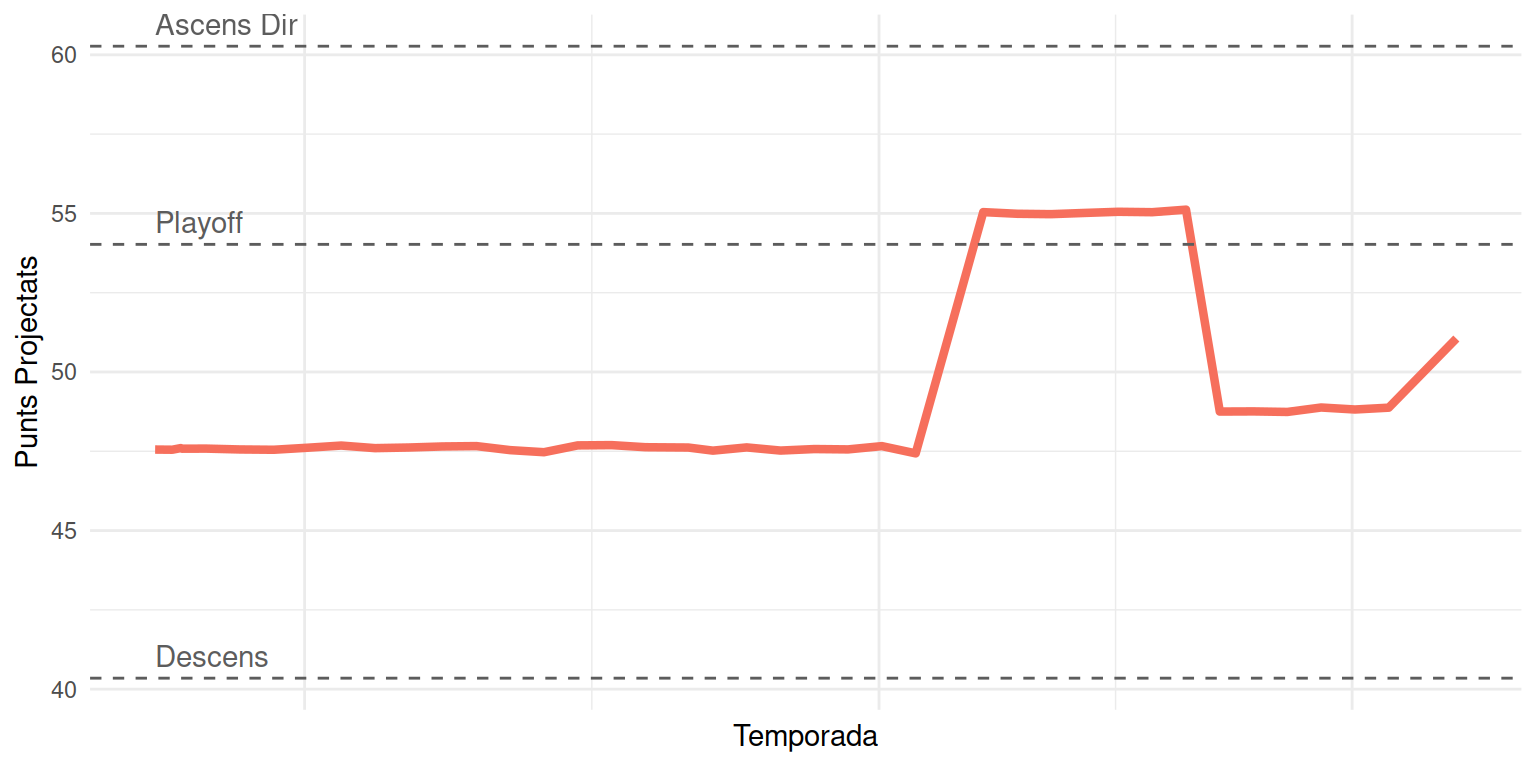 Ascens Dir
60
55
Playoff
Punts Projectats
50
45
Descens
40
Temporada